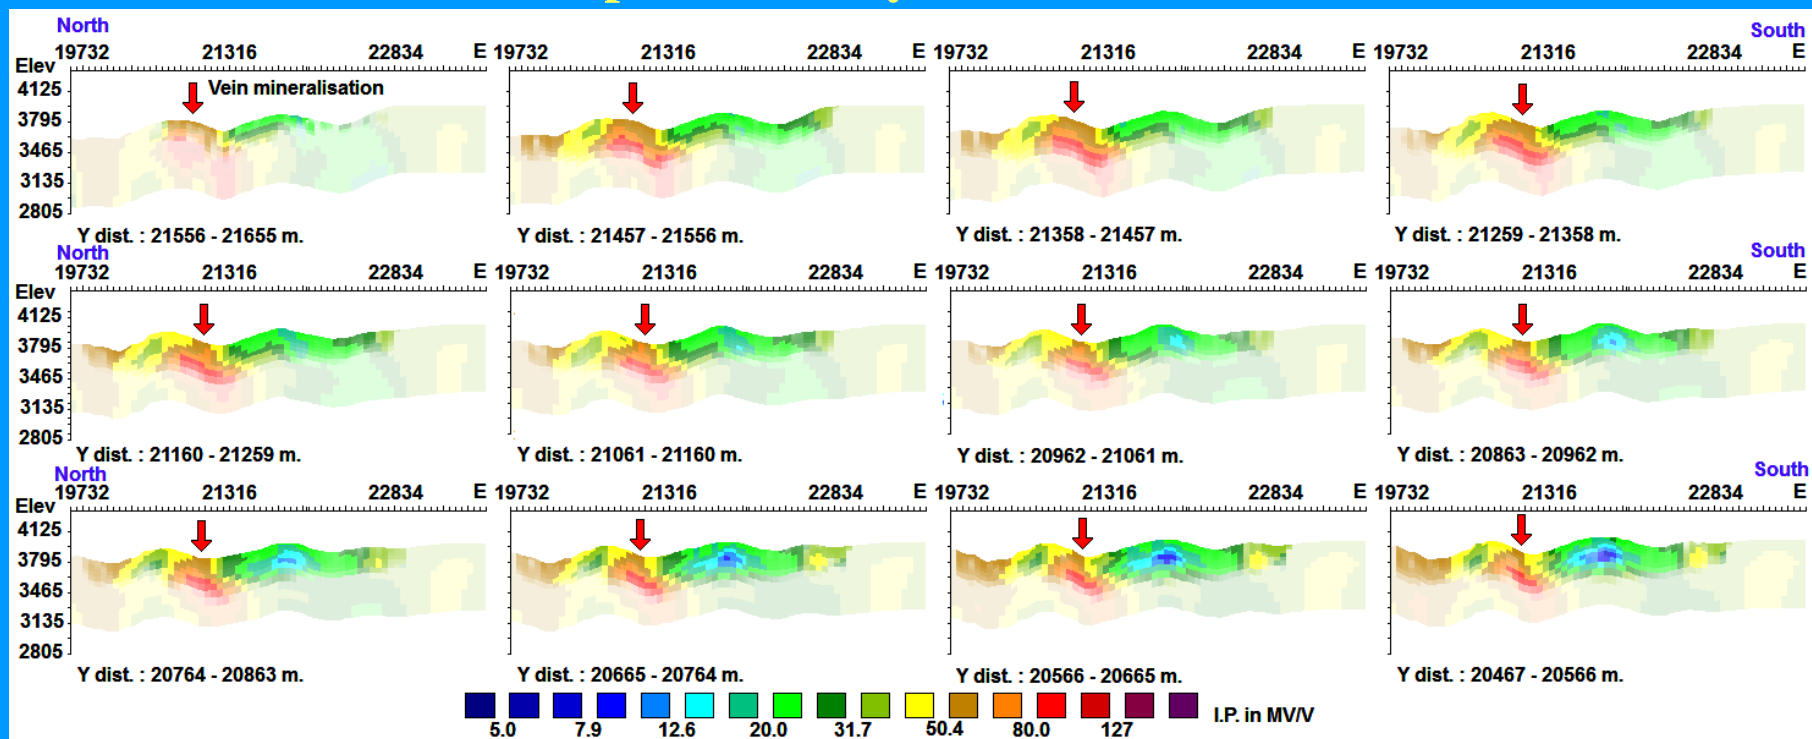 North South
19732 21316 22834 E 19732 21316 22834 E 19732 21316 22834 E 19732 21316 22834 E
Elev
Vein mineralisation
4125
3795
3465
3135
2805
Y dist. : 21556 - 21655 m. Y dist. : 21457 - 21556 m. Y dist. : 21358 - 21457 m. Y dist. : 21259 - 21358 m.
North South
19732 21316 22834 E 19732 21316 22834 E 19732 21316 22834 E 19732 21316 22834 E
Elev
4125
3795
3465
3135
2805
Y dist. : 21160 - 21259 m. Y dist. : 21061 - 21160 m. Y dist. : 20962 - 21061 m. Y dist. : 20863 - 20962 m.
North South
19732 21316 22834 E 19732 21316 22834 E 19732 21316 22834 E 19732 21316 22834 E
Elev
4125
3795
3465
3135
2805
Y dist. : 20764 - 20863 m. Y dist. : 20665 - 20764 m. Y dist. : 20566 - 20665 m. Y dist. : 20467 - 20566 m.
5.0 7.9 12.6 20.0 31.7 50.4 80.0 127 I.P. in MV/V